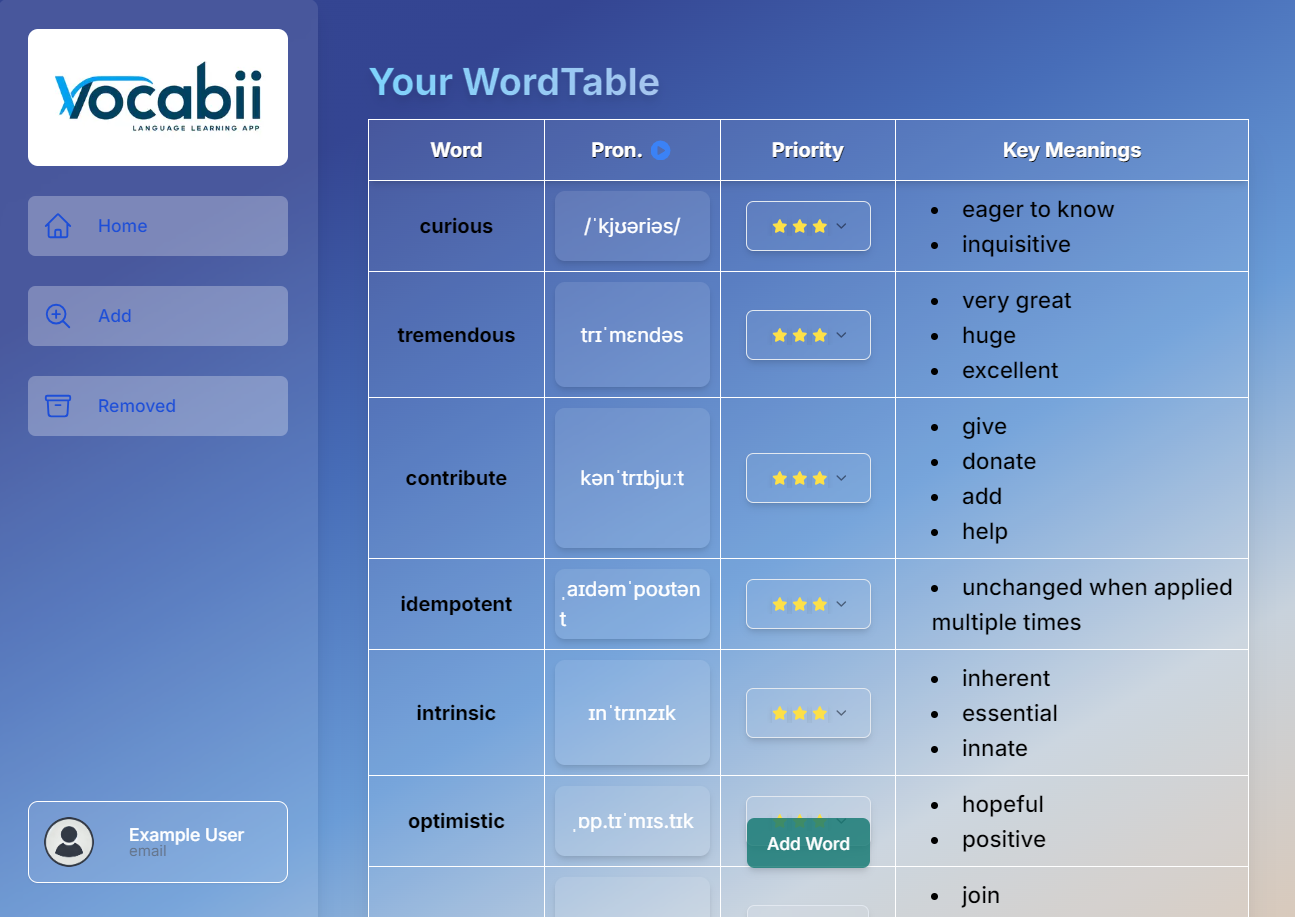 Vocabii
LANGUAGE LEARNING APP
Home
Add
Removed
Example User
email
Your WordTable
Word Pron. Priority Key Meanings
curious /ˈkjʊəriəs/ • eager to know
• inquisitive
tremendous trɪˈmɛndəs • very great
• huge
• excellent
contribute kənˈtrɪbjuːt • give
• donate
• add
• help
idempotent ˌaɪdəmˈpoʊtən
t
• unchanged when applied
multiple times
intrinsic ɪnˈtrɪnzɪk • inherent
• essential
• innate
optimistic ˌɒp.tɪˈmɪs.tɪk • hopeful
• positive
Add Word
• join